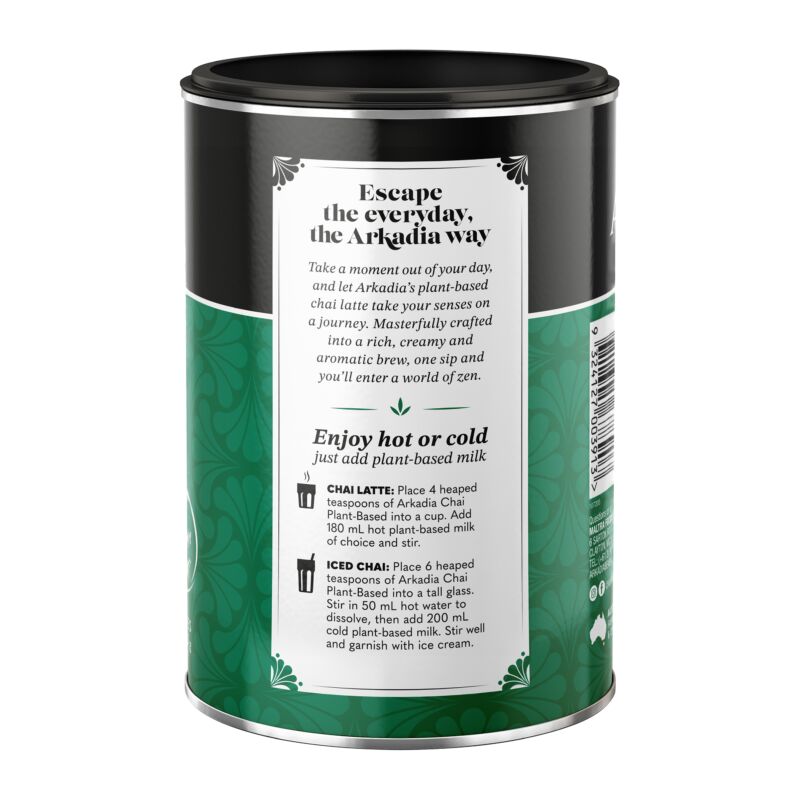 Escape
the everyday,
the Arkadia way
Take a moment out of your day,
and let Arkadia's plant-based
chai latte take your senses on
a journey. Masterfully crafted
into a rich, creamy and
aromatic brew, one sip and
you'll enter a world of zen.
Enjoy hot or cold
just add plant-based milk
CHAI LATTE: Place 4 heaped
teaspoons of Arkadia Chai
Plant-Based into a cup. Add
180 mL hot plant-based milk
of choice and stir.
ICED CHAI: Place 6 heaped
teaspoons of Arkadia Chai
Plant-Based into a tall glass.
Stir in 50 mL hot water to
dissolve, then add 200 mL
cold plant-based milk. Stir well
and garnish with ice cream.
9 324127 003913 >